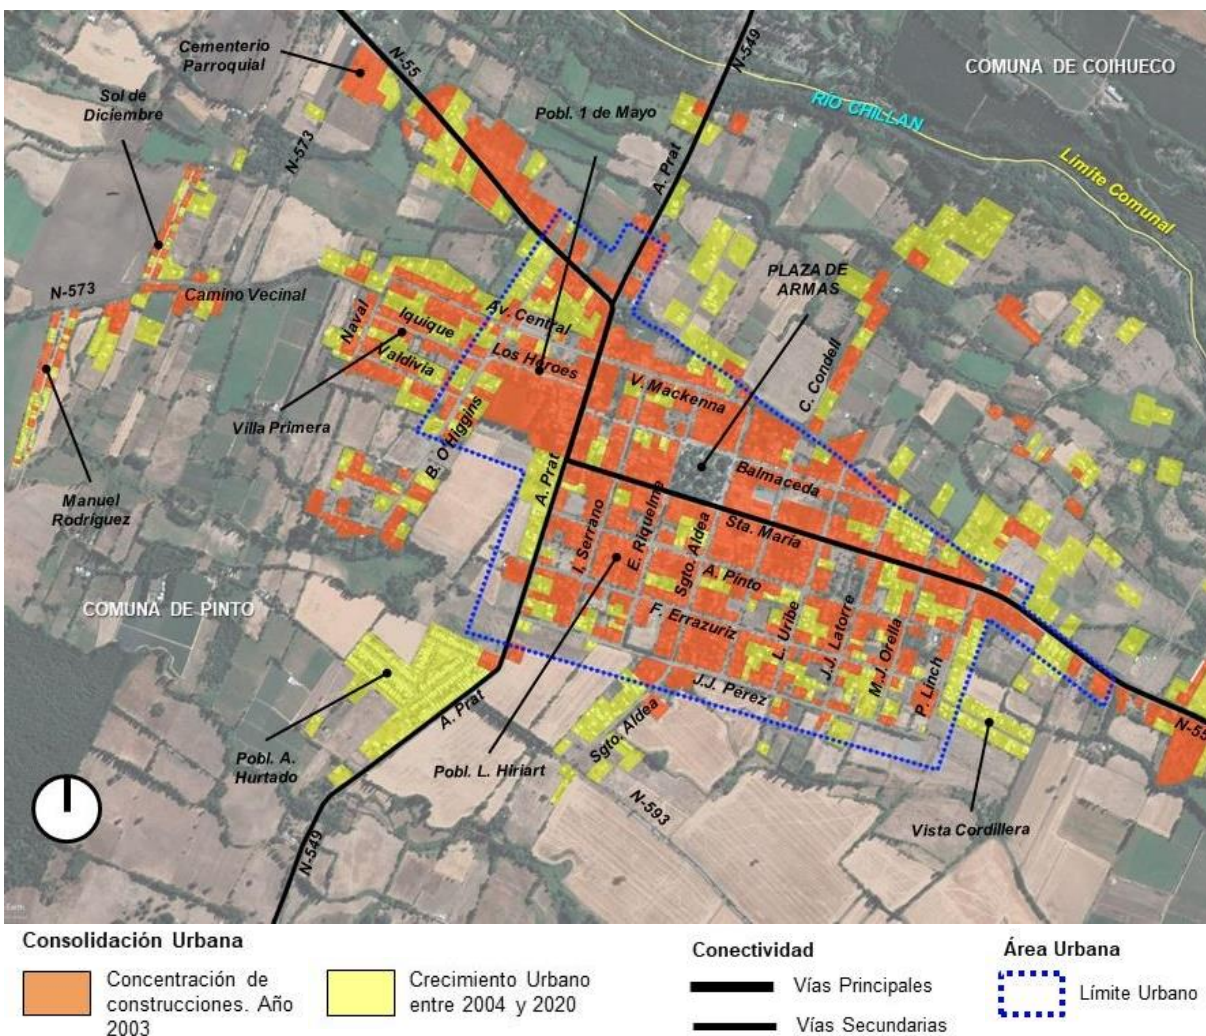 Cementerio
Parroquial
N-55
N-549
COMUNA DE COIHUECO
Sol de
Diciembre
Pobl. 1 de Mayo
RIO CHILLAN
N-573
A. Prat
Límite Comunal
PLAZA DE
ARMAS
N-573
Camino Vecinal
Naval
Iquique
Av. Central
Valdivia
Los Heroes
C. Condell
V. Mackenna
Villa Primera
B. O'Higgins
Balmaceda
A. Prat
Manuel
Rodríguez
I. Serrano
E. Riquelme
Sgto. Aldea
Sta. María
A. Pinto
COMUNA DE PINTO
F. Errazuriz
L. Uribe
J.J. Latorre
M.J. Orella
P. Linch
J.J. Pérez
A. Prat
Sgto. Aldea
Pobl. A.
Hurtado
Pobl. L. Hiriart
N-55
N-593
Vista Cordillera
N-549
Earth
Consolidación Urbana
Concentración de
construcciones. Año
2003
Crecimiento Urbano
entre 2004 y 2020
Conectividad
Vías Principales
Vías Secundarias
Área Urbana
Límite Urbano